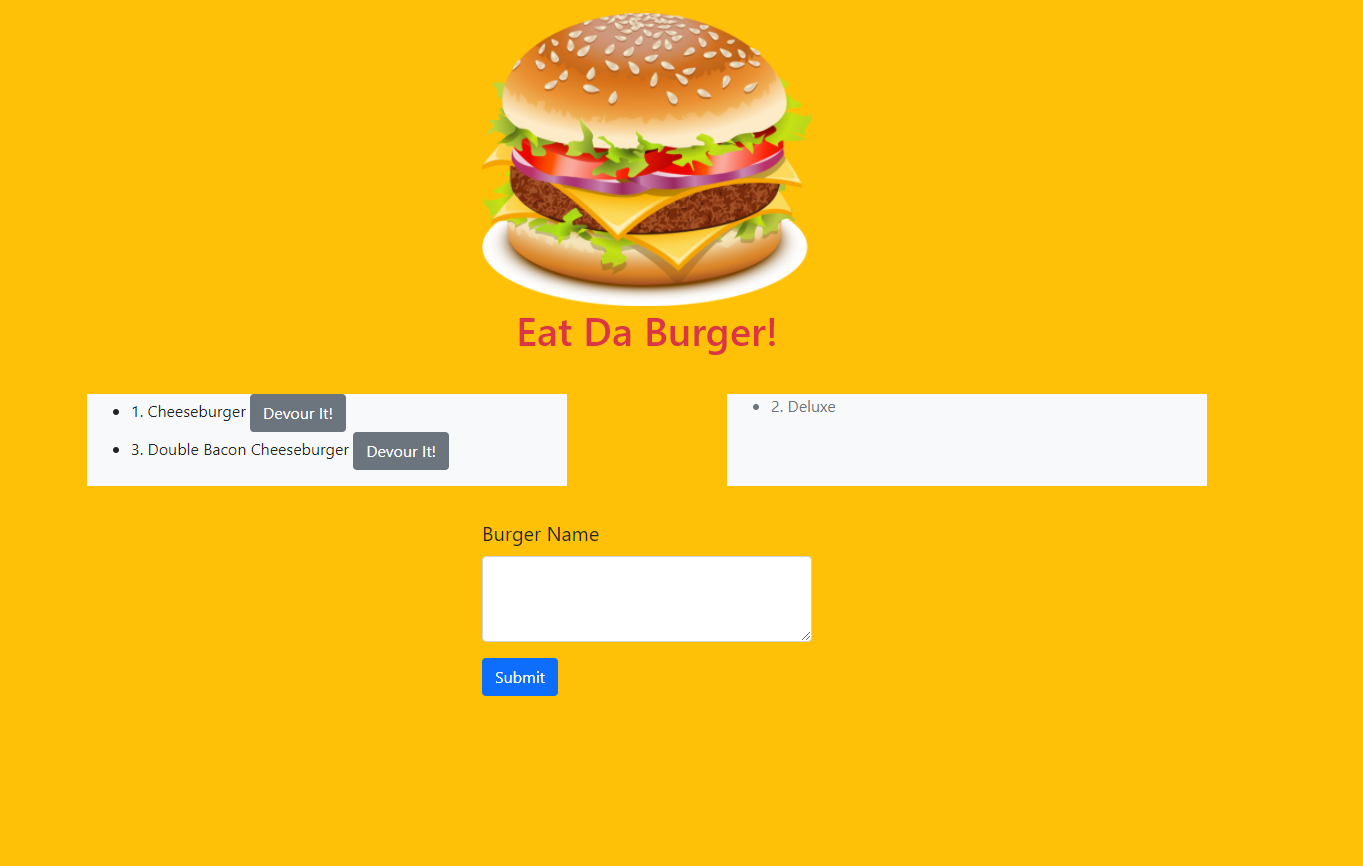 Eat Da Burger!
1. Cheeseburger Devour It!
3. Double Bacon Cheeseburger Devour It!
2. Deluxe
Burger Name
Submit